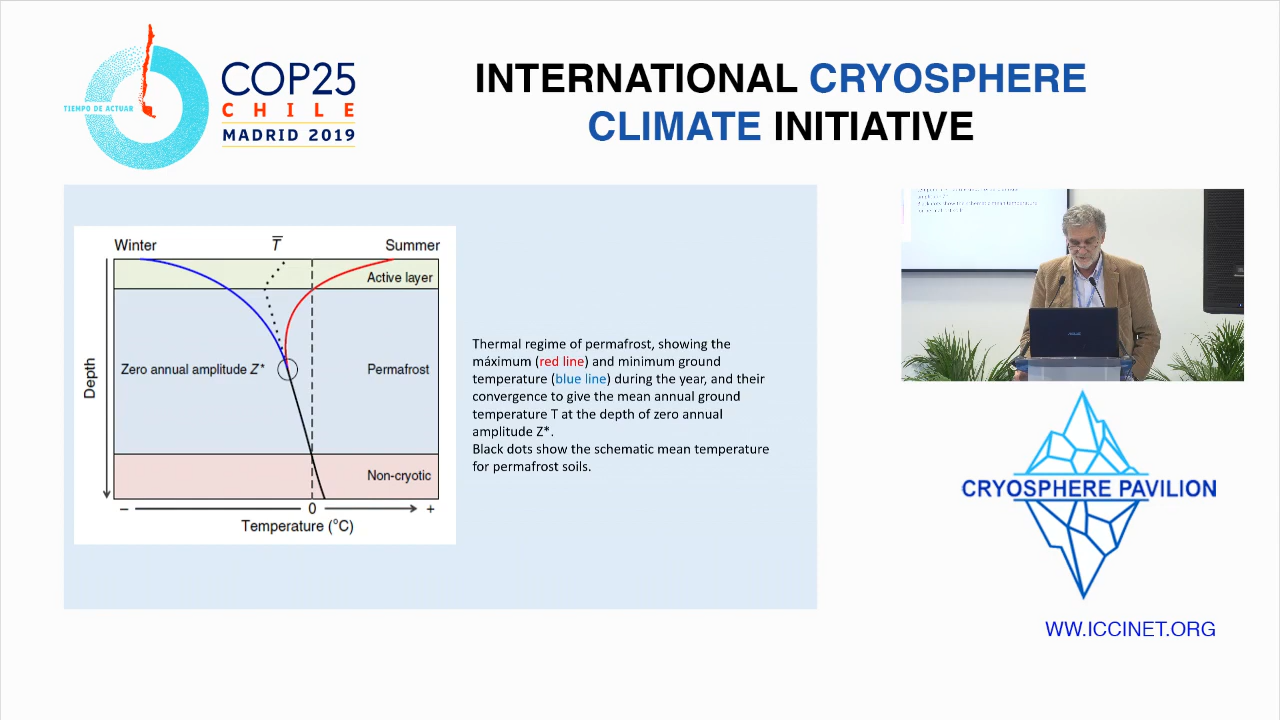 TIEMPO DE ACTUAR
COP25
CHILE
MADRID 2019
INTERNATIONAL CRYOSPHERE
CLIMATE INITIATIVE
Winter
T̅
Summer
Active layer
Depth
Zero annual amplitude Z*
Permafrost
Non-cryotic
− 0 +
Temperature (°C)
Thermal regime of permafrost, showing the
máximum (red line) and minimum ground
temperature (blue line) during the year, and their
convergence to give the mean annual ground
temperature T at the depth of zero annual
amplitude Z*.
Black dots show the schematic mean temperature
for permafrost soils.
CRYOSPHERE PAVILION
WW.ICCINET.ORG